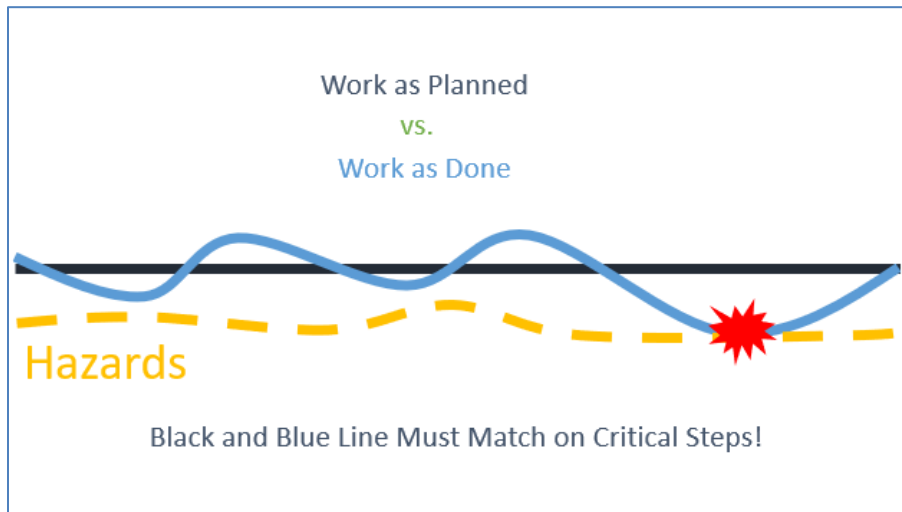 Work as Planned
vs.
Work as Done
Hazards
Black and Blue Line Must Match on Critical Steps!